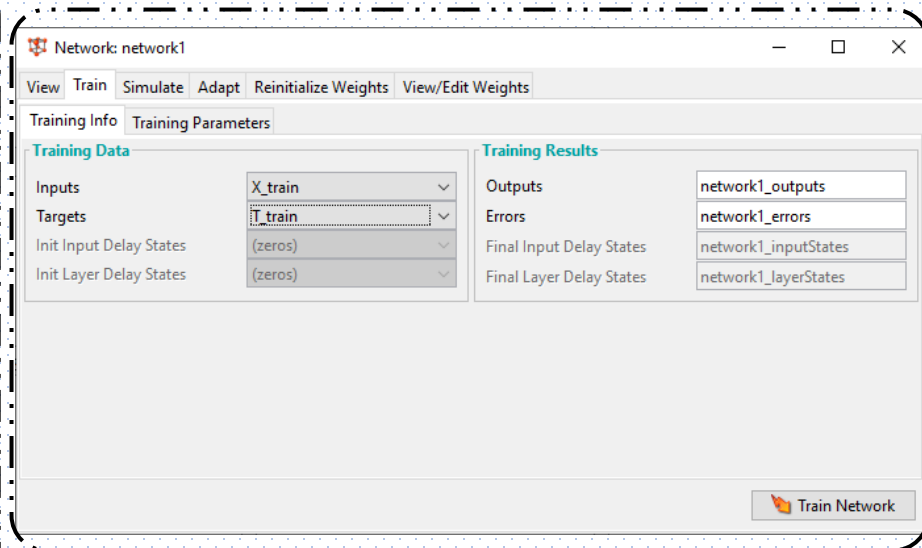 Network: network1
View Train Simulate Adapt Reinitialize Weights View/Edit Weights
Training Info Training Parameters
Training Data
Inputs X_train
Targets T_train
Init Input Delay States (zeros)
Init Layer Delay States (zeros)
Training Results
Outputs network1_outputs
Errors network1_errors
Final Input Delay States network1_inputStates
Final Layer Delay States network1_layerStates
Train Network